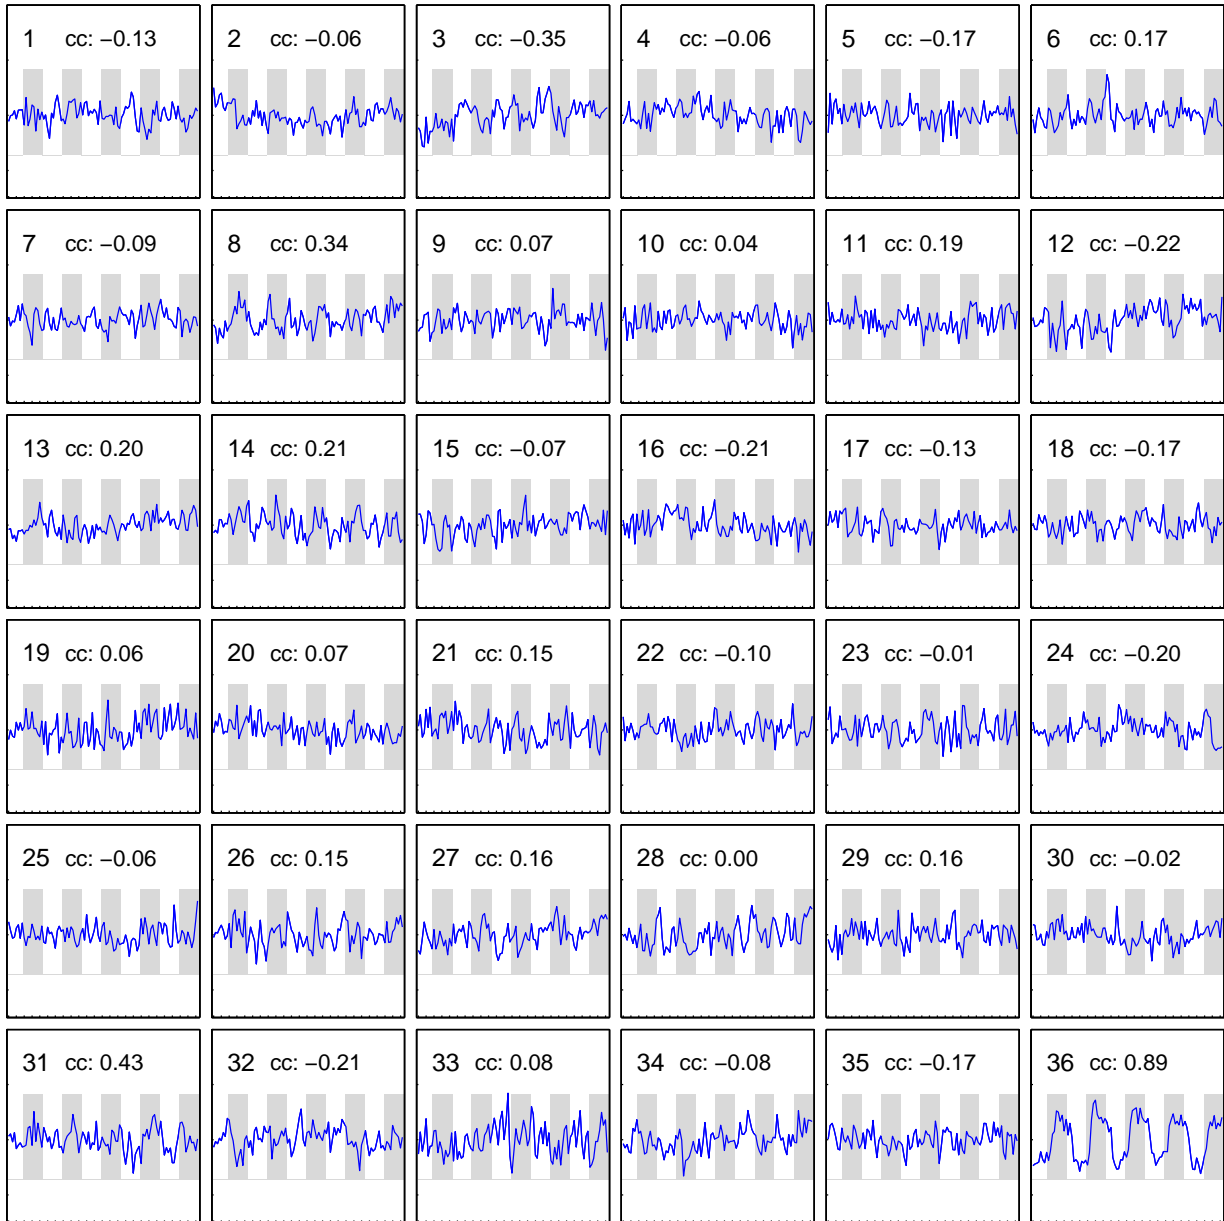 1 cc: −0.13 2 cc: −0.06 3 cc: −0.35 4 cc: −0.06 5 cc: −0.17 6 cc: 0.17
7 cc: −0.09 8 cc: 0.34 9 cc: 0.07 10 cc: 0.04 11 cc: 0.19 12 cc: −0.22
13 cc: 0.20 14 cc: 0.21 15 cc: −0.07 16 cc: −0.21 17 cc: −0.13 18 cc: −0.17
19 cc: 0.06 20 cc: 0.07 21 cc: 0.15 22 cc: −0.10 23 cc: −0.01 24 cc: −0.20
25 cc: −0.06 26 cc: 0.15 27 cc: 0.16 28 cc: 0.00 29 cc: 0.16 30 cc: −0.02
31 cc: 0.43 32 cc: −0.21 33 cc: 0.08 34 cc: −0.08 35 cc: −0.17 36 cc: 0.89